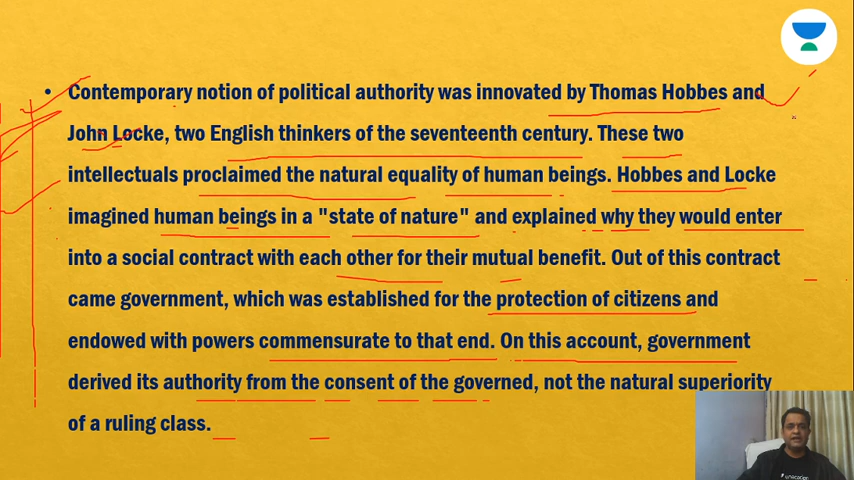 • Contemporary notion of political authority was innovated by Thomas Hobbes and
John Locke, two English thinkers of the seventeenth century. These two
intellectuals proclaimed the natural equality of human beings. Hobbes and Locke
imagined human beings in a "state of nature" and explained why they would enter
into a social contract with each other for their mutual benefit. Out of this contract
came government, which was established for the protection of citizens and
endowed with powers commensurate to that end. On this account, government
derived its authority from the consent of the governed, not the natural superiority
of a ruling class.